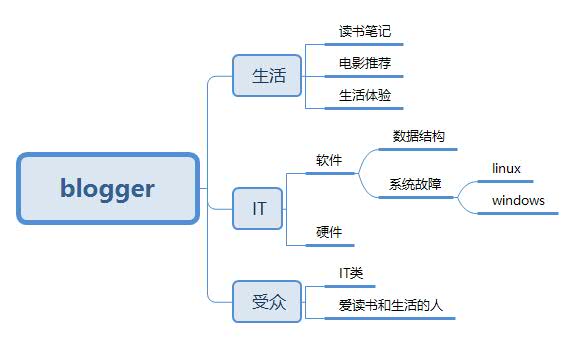 blogger
生活
读书笔记
电影推荐
生活体验
IT
软件
数据结构
系统故障
linux
windows
硬件
受众
IT类
爱读书和生活的人